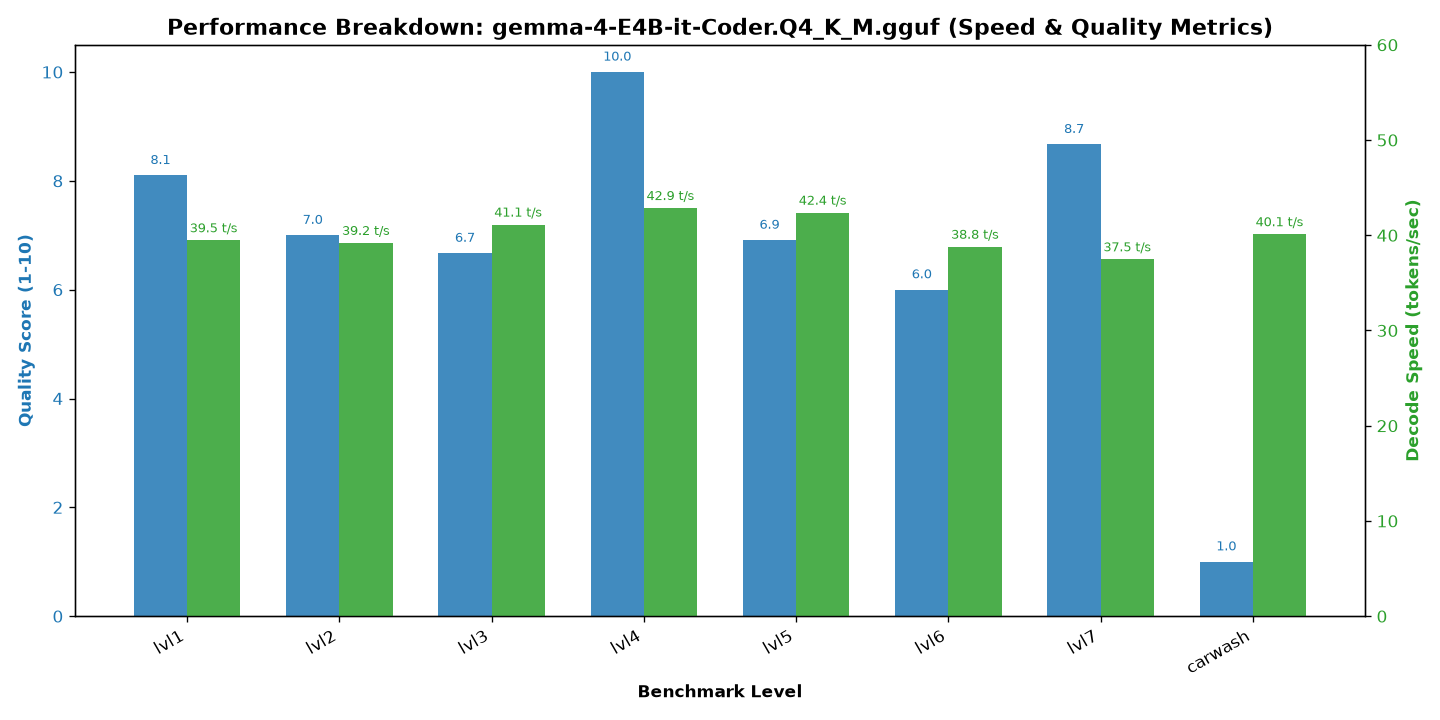 Performance Breakdown: gemma-4-E4B-it-Coder.Q4_K_M.gguf (Speed & Quality Metrics)
Quality Score (1-10)
10
8
6
4
2
0
8.1
39.5 t/s
7.0
39.2 t/s
6.7
41.1 t/s
10.0
42.9 t/s
6.9
42.4 t/s
6.0
38.8 t/s
8.7
37.5 t/s
1.0
40.1 t/s
60
50
40
30
20
10
0
Decode Speed (tokens/sec)
lvl1
lvl2
lvl3
lvl4
lvl5
lvl6
lvl7
carwash
Benchmark Level